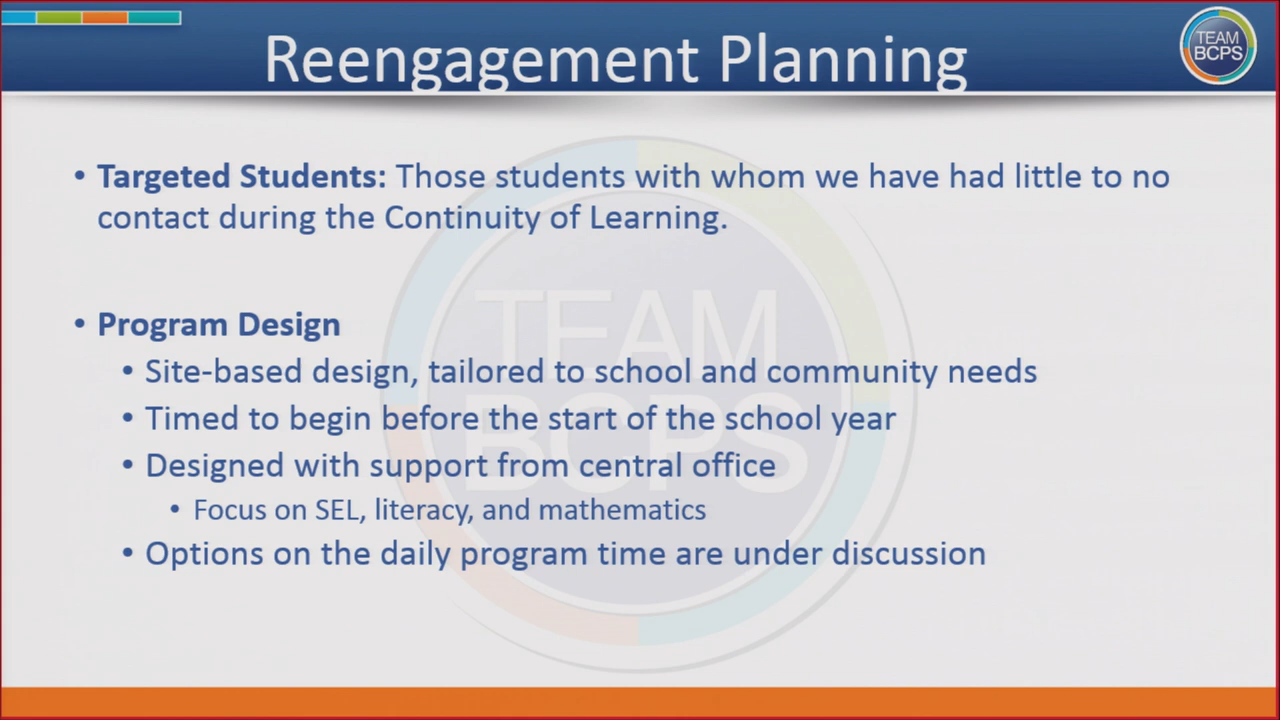 Reengagement Planning
TEAM
BCPS
• Targeted Students: Those students with whom we have had little to no
contact during the Continuity of Learning.
• Program Design
• Site-based design, tailored to school and community needs
• Timed to begin before the start of the school year
• Designed with support from central office
• Focus on SEL, literacy, and mathematics
• Options on the daily program time are under discussion
TEAM
BCPS